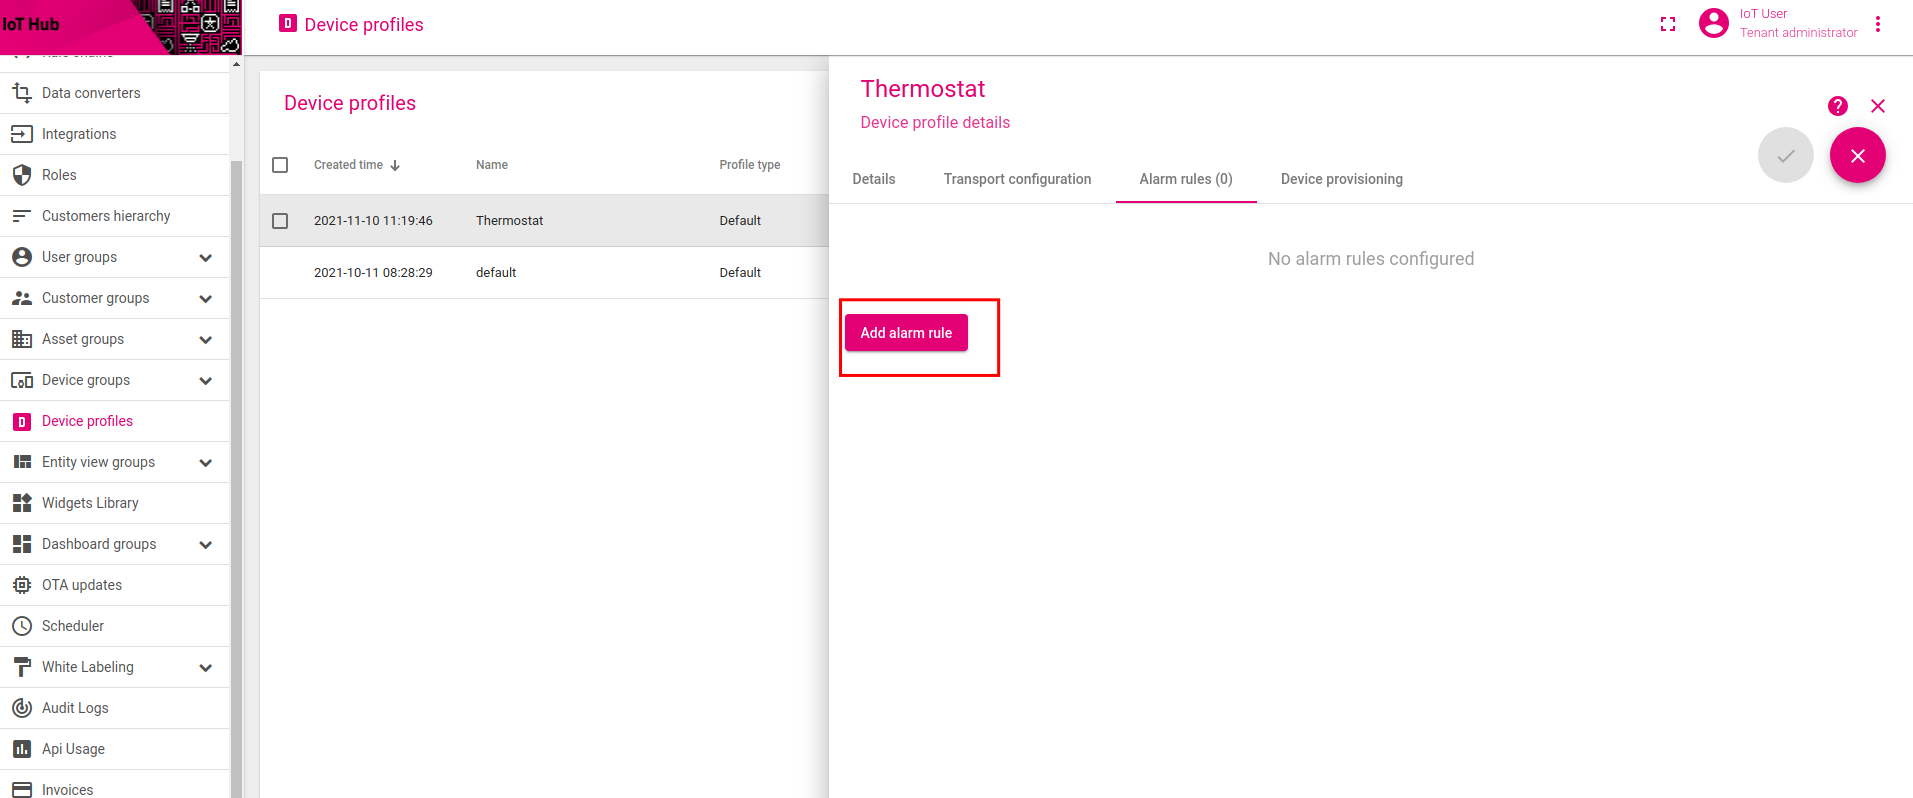 IoT Hub
Device profiles
IoT User
Tenant administrator
Data converters
Integrations
Roles
Customers hierarchy
User groups
Customer groups
Asset groups
Device groups
Device profiles
Entity view groups
Widgets Library
Dashboard groups
OTA updates
Scheduler
White Labeling
Audit Logs
Api Usage
Invoices
Device profiles
Created time Name Profile type
2021-11-10 11:19:46 Thermostat Default
2021-10-11 08:28:29 default Default
Thermostat
Device profile details
Details Transport configuration Alarm rules (0) Device provisioning
No alarm rules configured
Add alarm rule